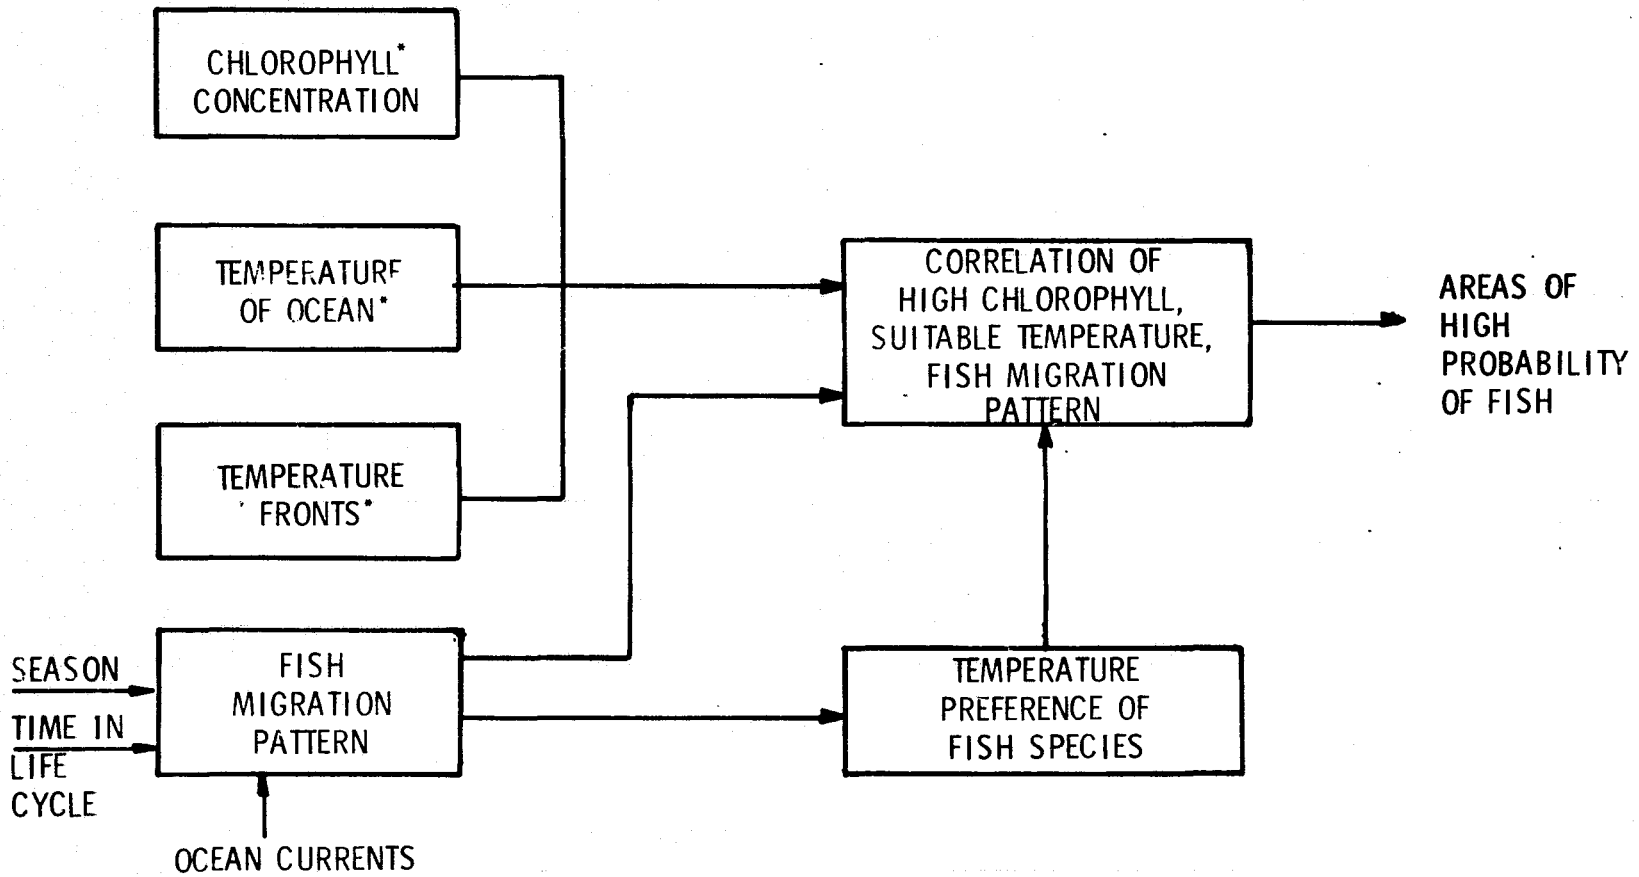 CHLOROPHYLL*
CONCENTRATION
TEMPERATURE
OF OCEAN*
TEMPERATURE
FRONTS*
SEASON
TIME IN
LIFE
CYCLE
FISH
MIGRATION
PATTERN
OCEAN CURRENTS
CORRELATION OF
HIGH CHLOROPHYLL,
SUITABLE TEMPERATURE,
FISH MIGRATION
PATTERN
TEMPERATURE
PREFERENCE OF
FISH SPECIES
AREAS OF
HIGH
PROBABILITY
OF FISH